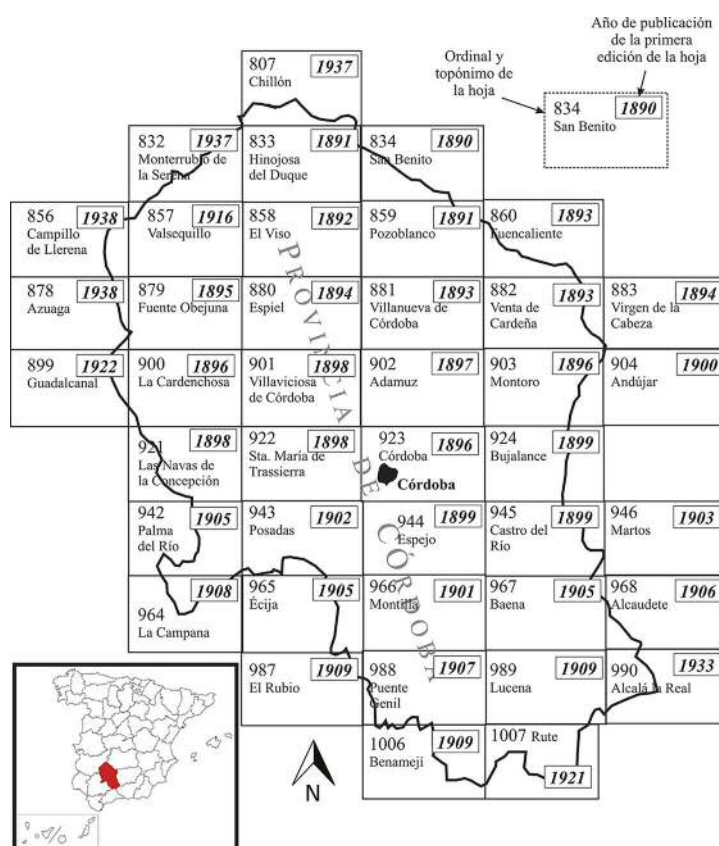 Año de publicación
de la primera
edición de la hoja
Ordinal y
topónimo de
la hoja
834
1890
San Benito
807
1937
Chillón
832
1937
Monterrubio de
la Serena
833
1891
Hinojosa
del Duque
834
1890
San Benito
856
1938
Campillo
de Llerena
857
1916
Valsequillo
858
1892
El Viso
859
1891
Pozoblanco
860
1893
Fuencaliente
878
1938
Azuaga
879
1895
Fuente Obejuna
880
1894
Espiel
881
1893
Villanueva de
Córdoba
882
1893
Venta de
Cardeña
883
1894
Virgen de la
Cabeza
899
1922
Guadalcanal
900
1896
La Cardenchosa
901
1898
Villaviciosa
de Córdoba
902
1897
Adamuz
903
1896
Montoro
904
1900
Andújar
921
1898
Las Navas de
la Concepción
922
1898
Sta. María de
Trassierra
923
1896
Córdoba
Córdoba
924
1899
Bujalance
942
1905
Palma
del Río
943
1902
Posadas
944
1899
Espejo
945
1899
Castro del
Río
946
1903
Martos
964
1908
La Campana
965
1905
Écija
966
1901
Montilla
967
1905
Baena
968
1906
Alcaudete
987
1909
El Rubio
988
1907
Puente
Genil
989
1909
Lucena
990
1933
Alcalá la Real
1006
1909
Benamejí
1007 Rute
1921
PROVINCIA DE CÓRDOBA
N